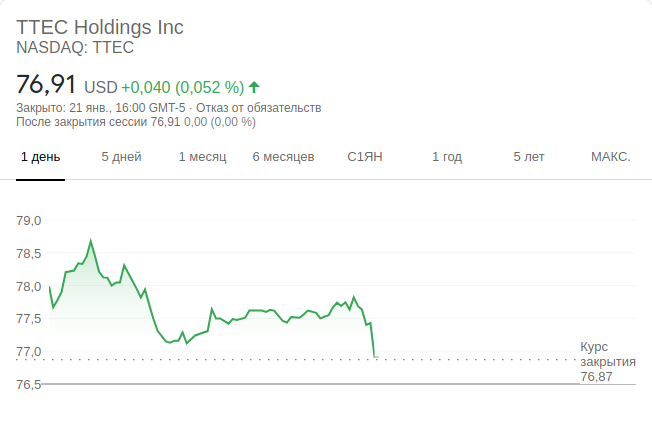 TTEC Holdings Inc
NASDAQ: TTEC
76,91 USD +0,040 (0,052 %)
Закрыто: 21 янв., 16:00 GMT-5 · Отказ от обязательств
После закрытия сессии 76,91 0,00 (0,00 %)
1 день 5 дней 1 месяц 6 месяцев С1ЯН 1 год 5 лет МАКС.
79,0
78,5
78,0
77,5
77,0
76,5
Курс
закрытия
76,87